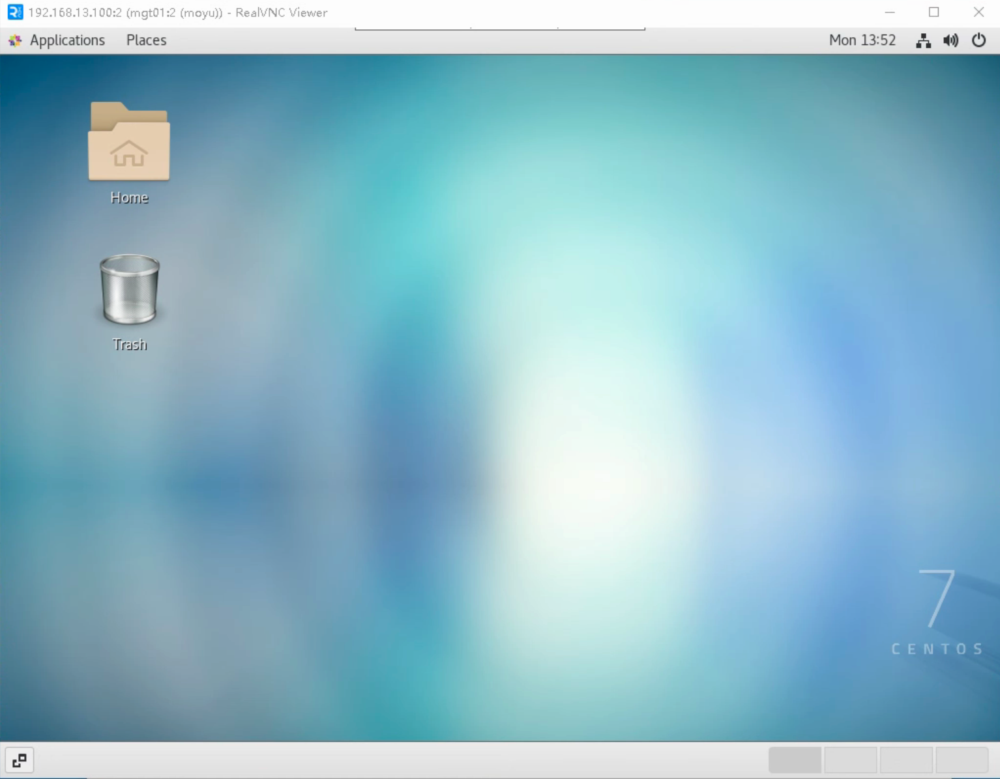 192.168.13.100:2 (mgt01:2 (moyu)) - RealVNC Viewer
Applications Places Mon 13:52
Home
Trash
7
CENTOS